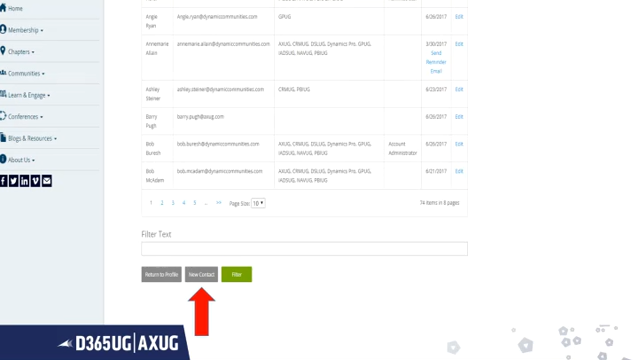 Home
Membership
Chapters
Communities
Learn & Engage
Conferences
Blogs & Resources
About Us
Angie Ryan Angie.ryan@dynamiccommunities.com GPUG 6/26/2017 Edit
Annemarie Allain annemarie.allain@dynamiccommunities.com AXUG, CRMUG, D365UG, Dynamics Pro, GPUG, IADSUG, NAVUG, PBIUG 3/30/2017 Send Reminder Email Edit
Ashley Steiner ashley.steiner@dynamiccommunities.com CRMUG, PBIUG 6/23/2017 Edit
Barry Pugh barry.pugh@axug.com 6/26/2017 Edit
Bob Buresh bob.buresh@dynamiccommunities.com AXUG, CRMUG, D365UG, Dynamics Pro, GPUG, IADSUG, NAVUG, PBIUG Account Administrator 6/20/2017 Edit
Bob McAdam bob.mcadam@dynamiccommunities.com AXUG, CRMUG, D365UG, Dynamics Pro, GPUG, IADSUG, NAVUG, PBIUG 6/27/2017 Edit
1 2 3 4 5 ... >> Page Size: 10 74 items in 8 pages
Filter Text
Return to Profile New Contact Filter
D365UG|AXUG